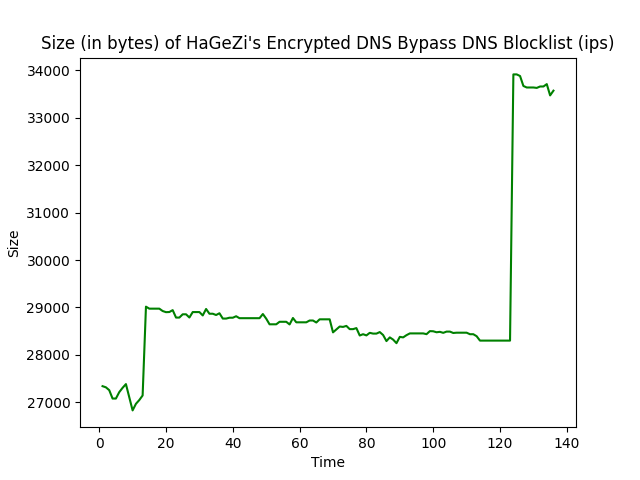 Size (in bytes) of HaGeZi's Encrypted DNS Bypass DNS Blocklist (ips)
34000
33000
32000
31000
30000
29000
28000
27000
Size
0 20 40 60 80 100 120 140
Time